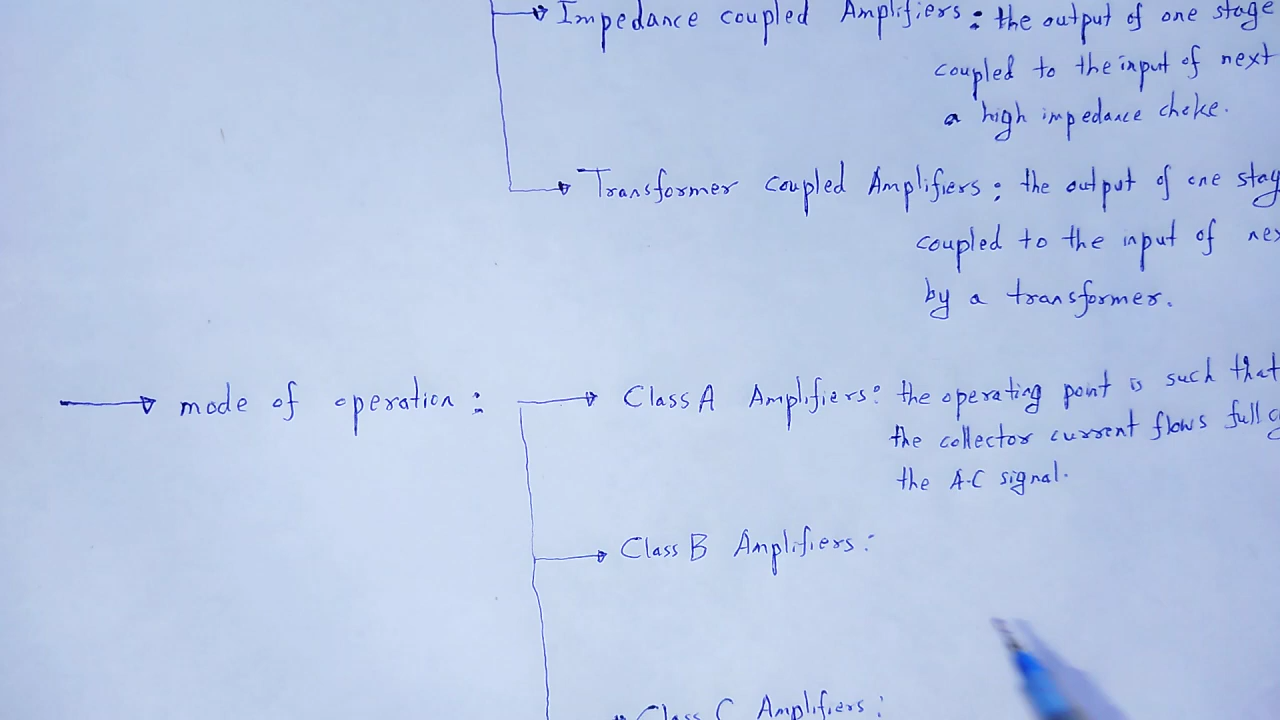 Impedance coupled Amplifiers : the output of one stage
coupled to the input of next
a high impedance choke.
Transformer coupled Amplifiers : the output of one stag
coupled to the input of nex
by a transformer.
mode of operation :
Class A Amplifiers : the operating point is such that
the collector current flows full
the A.C signal.
Class B Amplifiers :
Class C Amplifiers :